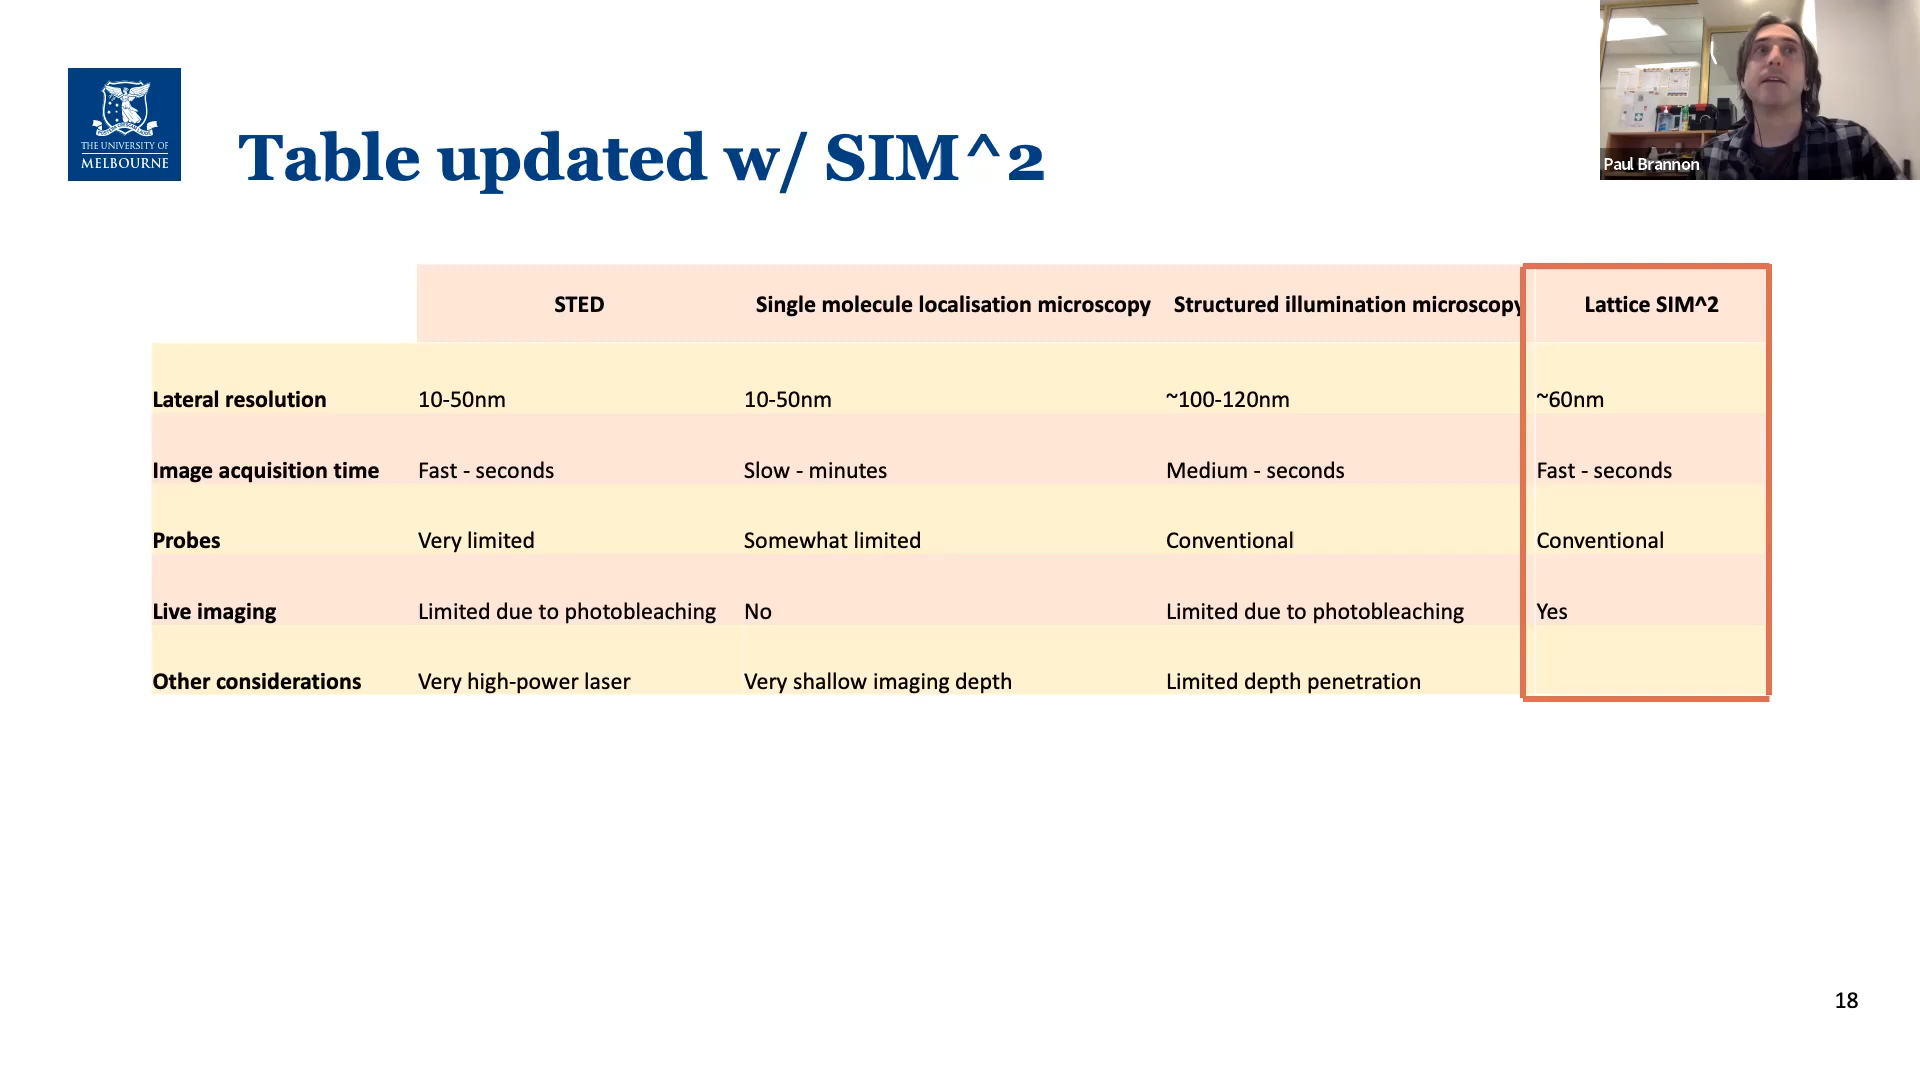 Paul Brannon
THE UNIVERSITY OF
MELBOURNE
Table updated w/ SIM^2
STED Single molecule localisation microscopy Structured illumination microscopy Lattice SIM^2
Lateral resolution 10-50nm 10-50nm ~100-120nm ~60nm
Image acquisition time Fast - seconds Slow - minutes Medium - seconds Fast - seconds
Probes Very limited Somewhat limited Conventional Conventional
Live imaging Limited due to photobleaching No Limited due to photobleaching Yes
Other considerations Very high-power laser Very shallow imaging depth Limited depth penetration
18